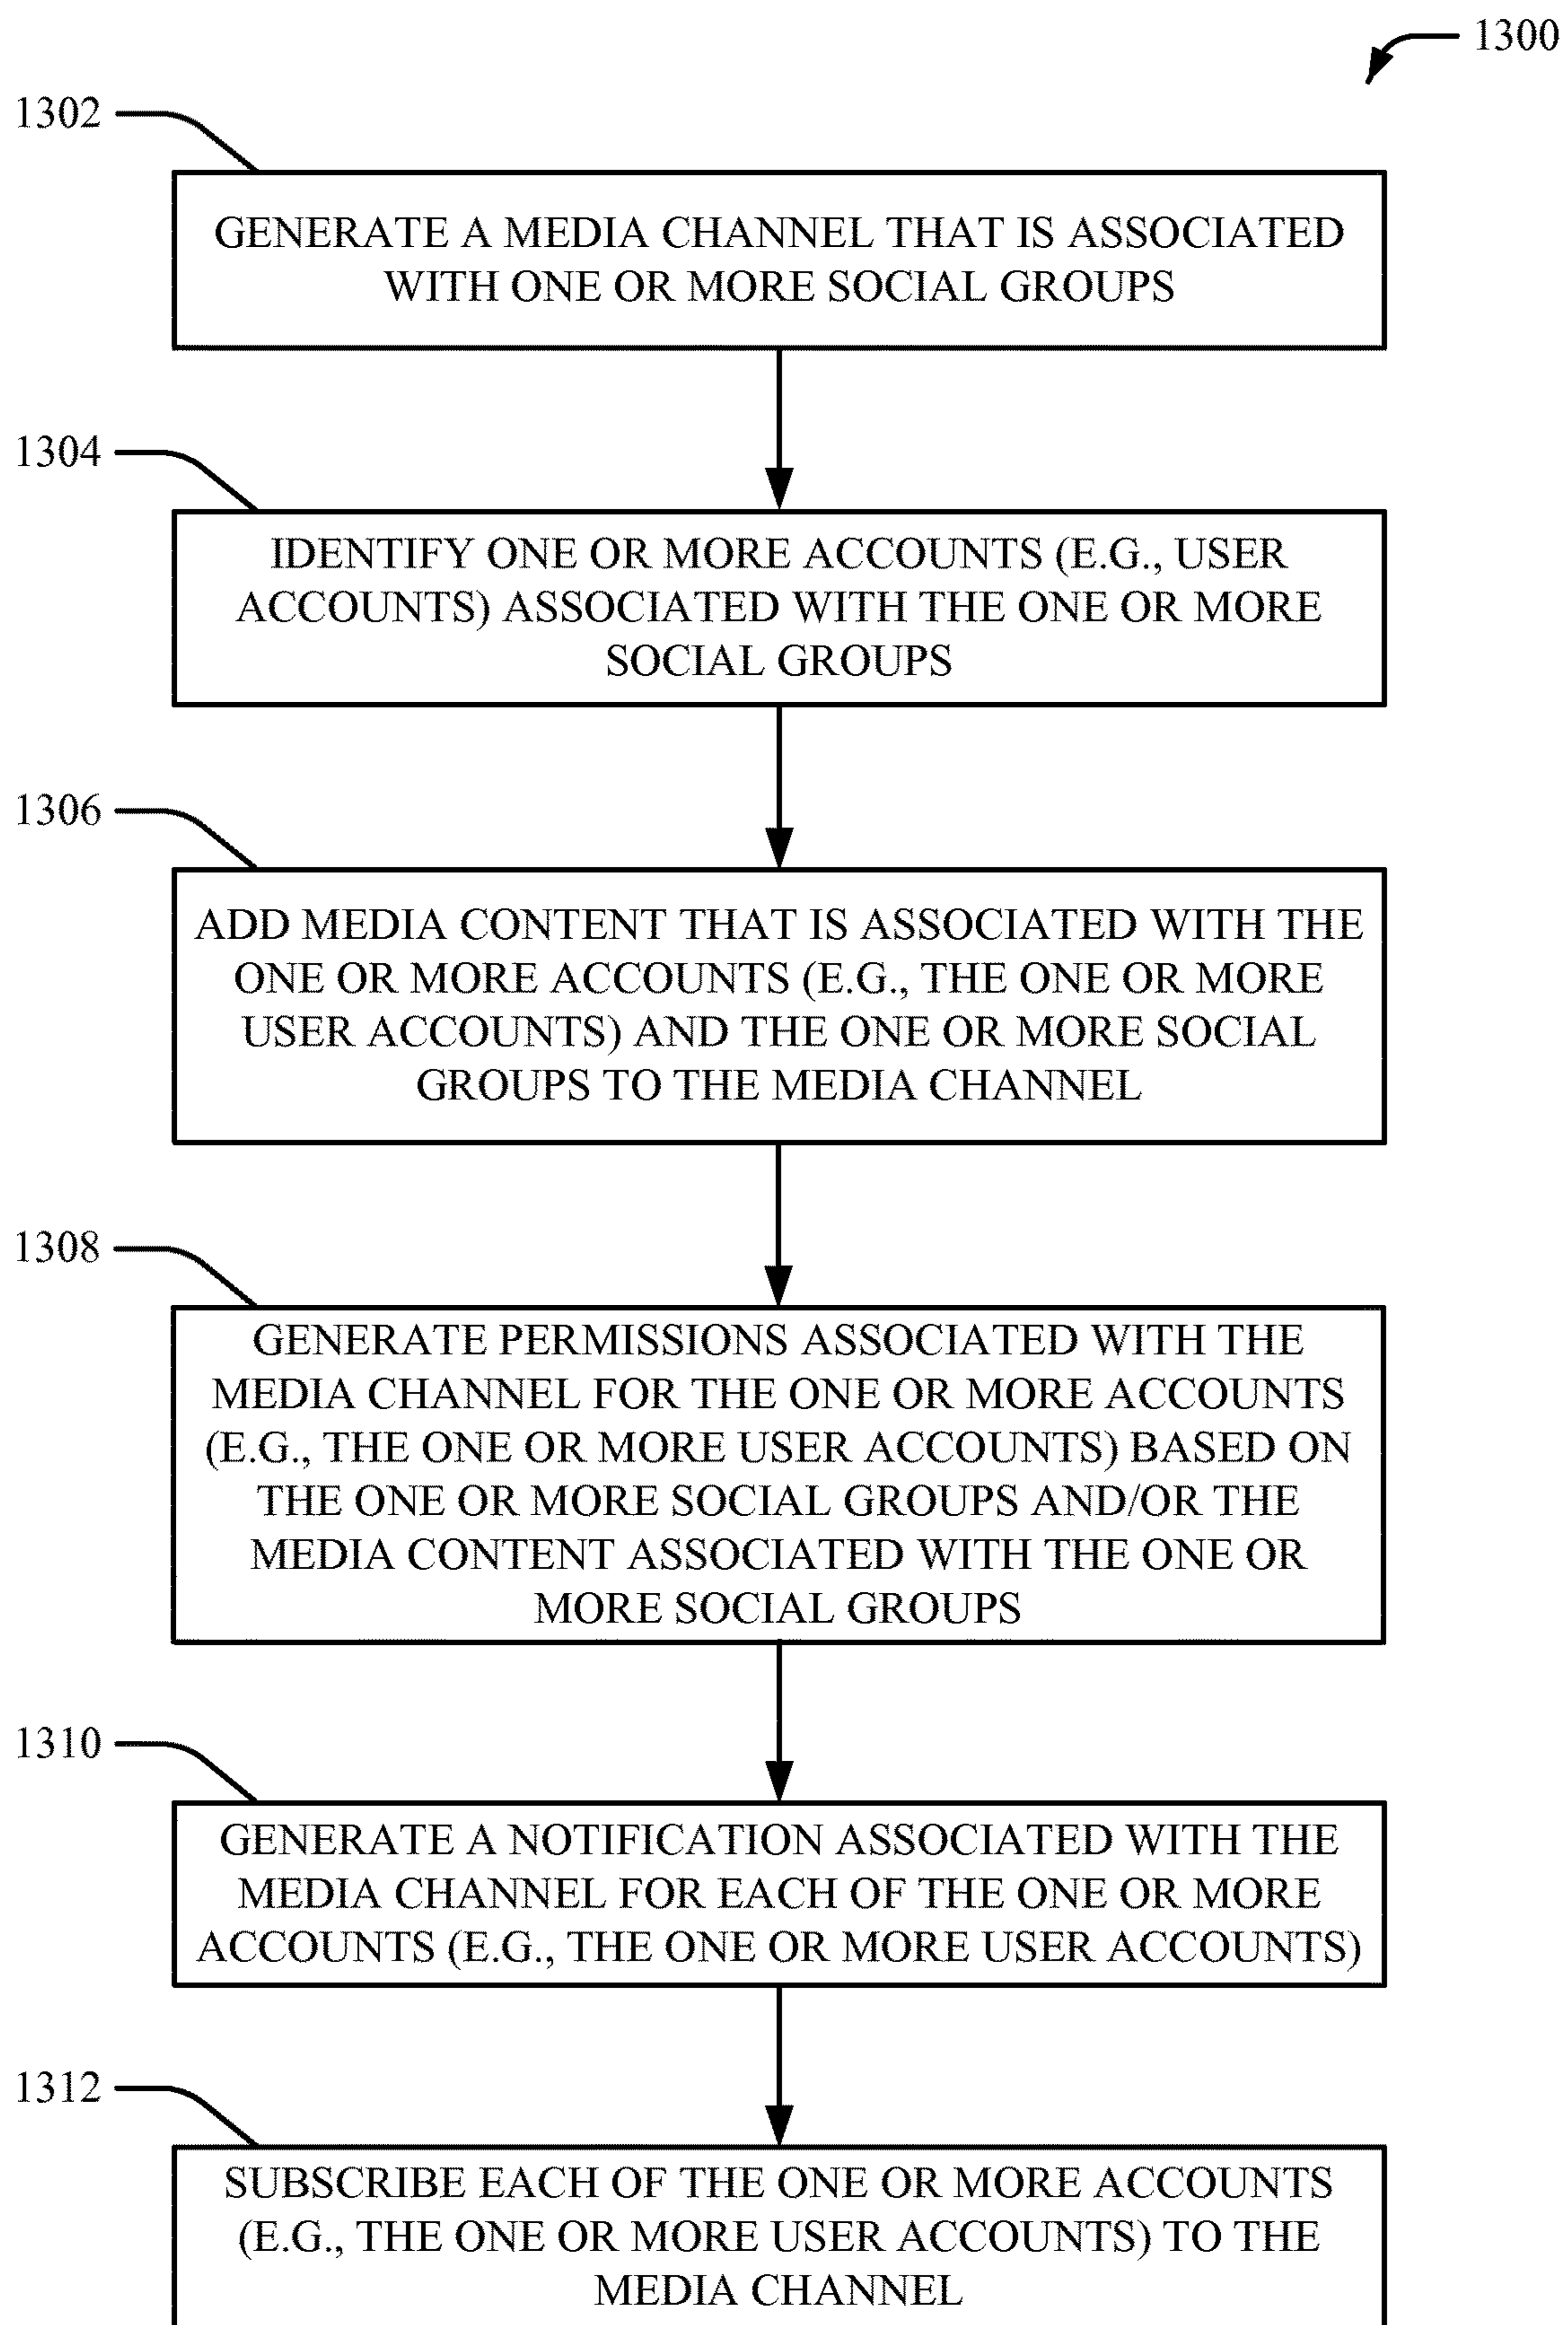 1300
1302
GENERATE A MEDIA CHANNEL THAT IS ASSOCIATED
WITH ONE OR MORE SOCIAL GROUPS
1304
IDENTIFY ONE OR MORE ACCOUNTS (E.G., USER
ACCOUNTS) ASSOCIATED WITH THE ONE OR MORE
SOCIAL GROUPS
1306
ADD MEDIA CONTENT THAT IS ASSOCIATED WITH THE
ONE OR MORE ACCOUNTS (E.G., THE ONE OR MORE
USER ACCOUNTS) AND THE ONE OR MORE SOCIAL
GROUPS TO THE MEDIA CHANNEL
1308
GENERATE PERMISSIONS ASSOCIATED WITH THE
MEDIA CHANNEL FOR THE ONE OR MORE ACCOUNTS
(E.G., THE ONE OR MORE USER ACCOUNTS) BASED ON
THE ONE OR MORE SOCIAL GROUPS AND/OR THE
MEDIA CONTENT ASSOCIATED WITH THE ONE OR
MORE SOCIAL GROUPS
1310
GENERATE A NOTIFICATION ASSOCIATED WITH THE
MEDIA CHANNEL FOR EACH OF THE ONE OR MORE
ACCOUNTS (E.G., THE ONE OR MORE USER ACCOUNTS)
1312
SUBSCRIBE EACH OF THE ONE OR MORE ACCOUNTS
(E.G., THE ONE OR MORE USER ACCOUNTS) TO THE
MEDIA CHANNEL